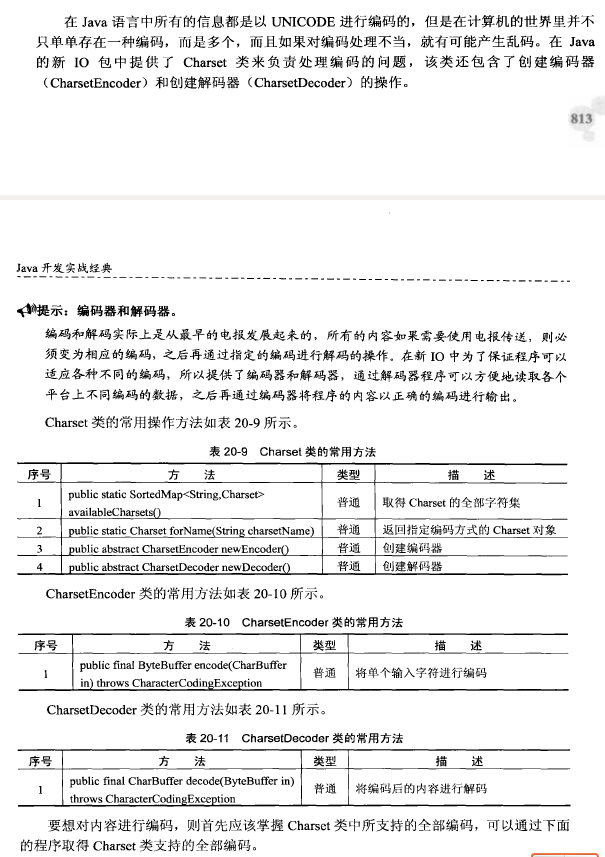 在 Java 语言中所有的信息都是以 UNICODE 进行编码的，但是在计算机的世界里并不
只单单存在一种编码，而是多个，而且如果对编码处理不当，就有可能产生乱码。在 Java
的新 IO 包中提供了 Charset 类来负责处理编码的问题，该类还包含了创建编码器
（CharsetEncoder）和创建解码器（CharsetDecoder）的操作。
813
Java 开发实战经典
提示：编码器和解码器。
编码和解码实际上是从最早的电报发展起来的，所有的内容如果需要使用电报传送，则必
须变为相应的编码，之后再通过指定的编码进行解码的操作。在新 IO 中为了保证程序可以
适应各种不同的编码，所以提供了编码器和解码器，通过解码器程序可以方便地读取各个
平台上不同编码的数据，之后再通过编码器将程序的内容以正确的编码进行输出。
Charset 类的常用操作方法如表 20-9 所示。
表 20-9 Charset 类的常用方法
序号 方 法 类型 描 述
1 public static SortedMap<String,Charset> 普通 取得 Charset 的全部字符集
availableCharsets()
2 public static Charset forName(String charsetName) 普通 返回指定编码方式的 Charset 对象
3 public abstract CharsetEncoder newEncoder() 普通 创建编码器
4 public abstract CharsetDecoder newDecoder() 普通 创建解码器
CharsetEncoder 类的常用方法如表 20-10 所示。
表 20-10 CharsetEncoder 类的常用方法
序号 方 法 类型 描 述
1 public final ByteBuffer encode(CharBuffer 普通 将单个输入字符进行编码
in) throws CharacterCodingException
CharsetDecoder 类的常用方法如表 20-11 所示。
表 20-11 CharsetDecoder 类的常用方法
序号 方 法 类型 描 述
1 public final CharBuffer decode(ByteBuffer in) 普通 将编码后的内容进行解码
throws CharacterCodingException
要想对内容进行编码，则首先应该掌握 Charset 类中所支持的全部编码，可以通过下面
的程序取得 Charset 类支持的全部编码。